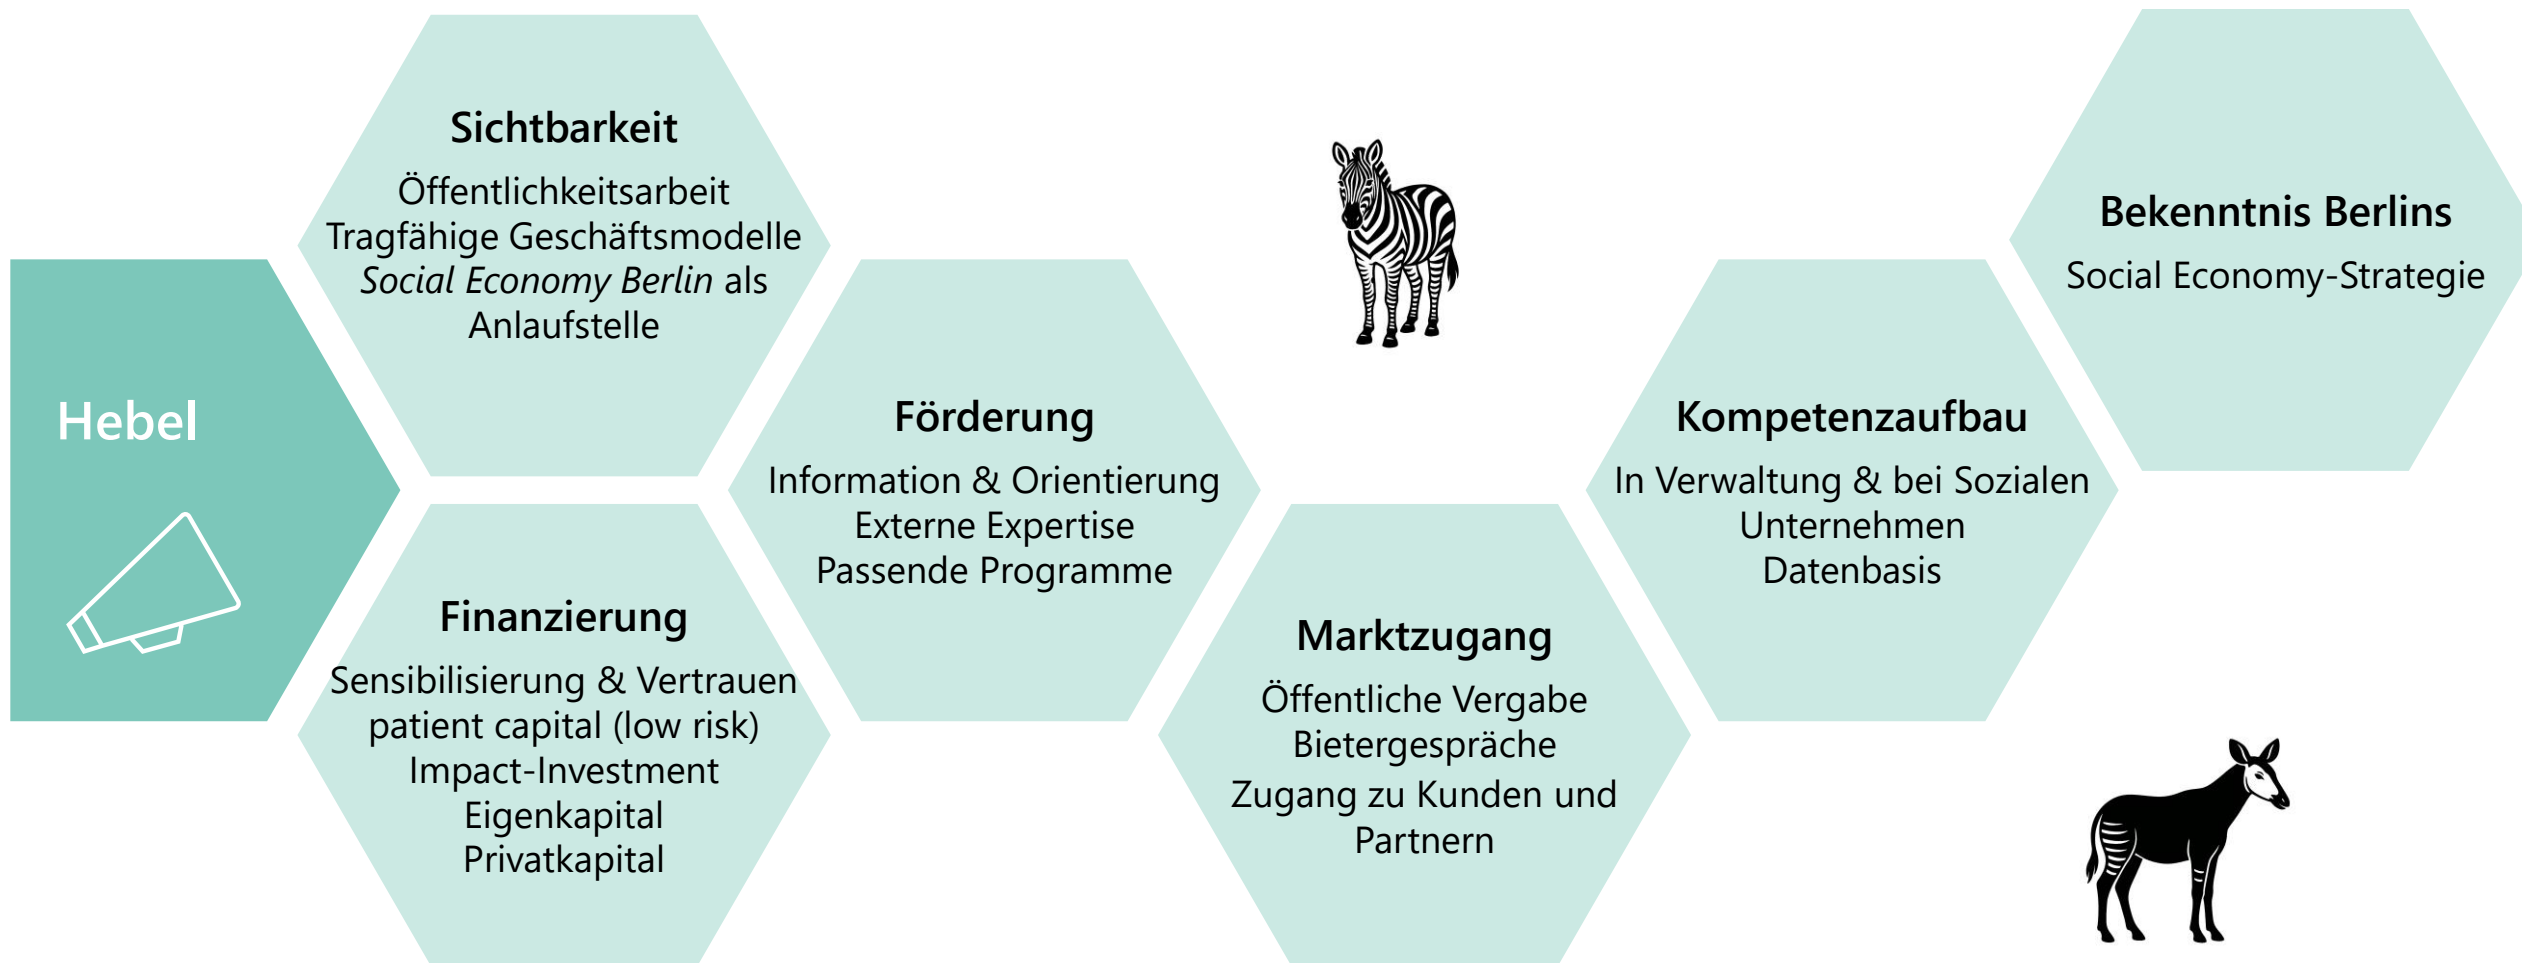 Hebel
Sichtbarkeit
Öffentlichkeitsarbeit
Tragfähige Geschäftsmodelle
Social Economy Berlin als
Anlaufstelle
Finanzierung
Sensibilisierung & Vertrauen
patient capital (low risk)
Impact-Investment
Eigenkapital
Privatkapital
Förderung
Information & Orientierung
Externe Expertise
Passende Programme
Marktzugang
Öffentliche Vergabe
Bietergespräche
Zugang zu Kunden und
Partnern
Kompetenzaufbau
In Verwaltung & bei Sozialen
Unternehmen
Datenbasis
Bekenntnis Berlins
Social Economy-Strategie